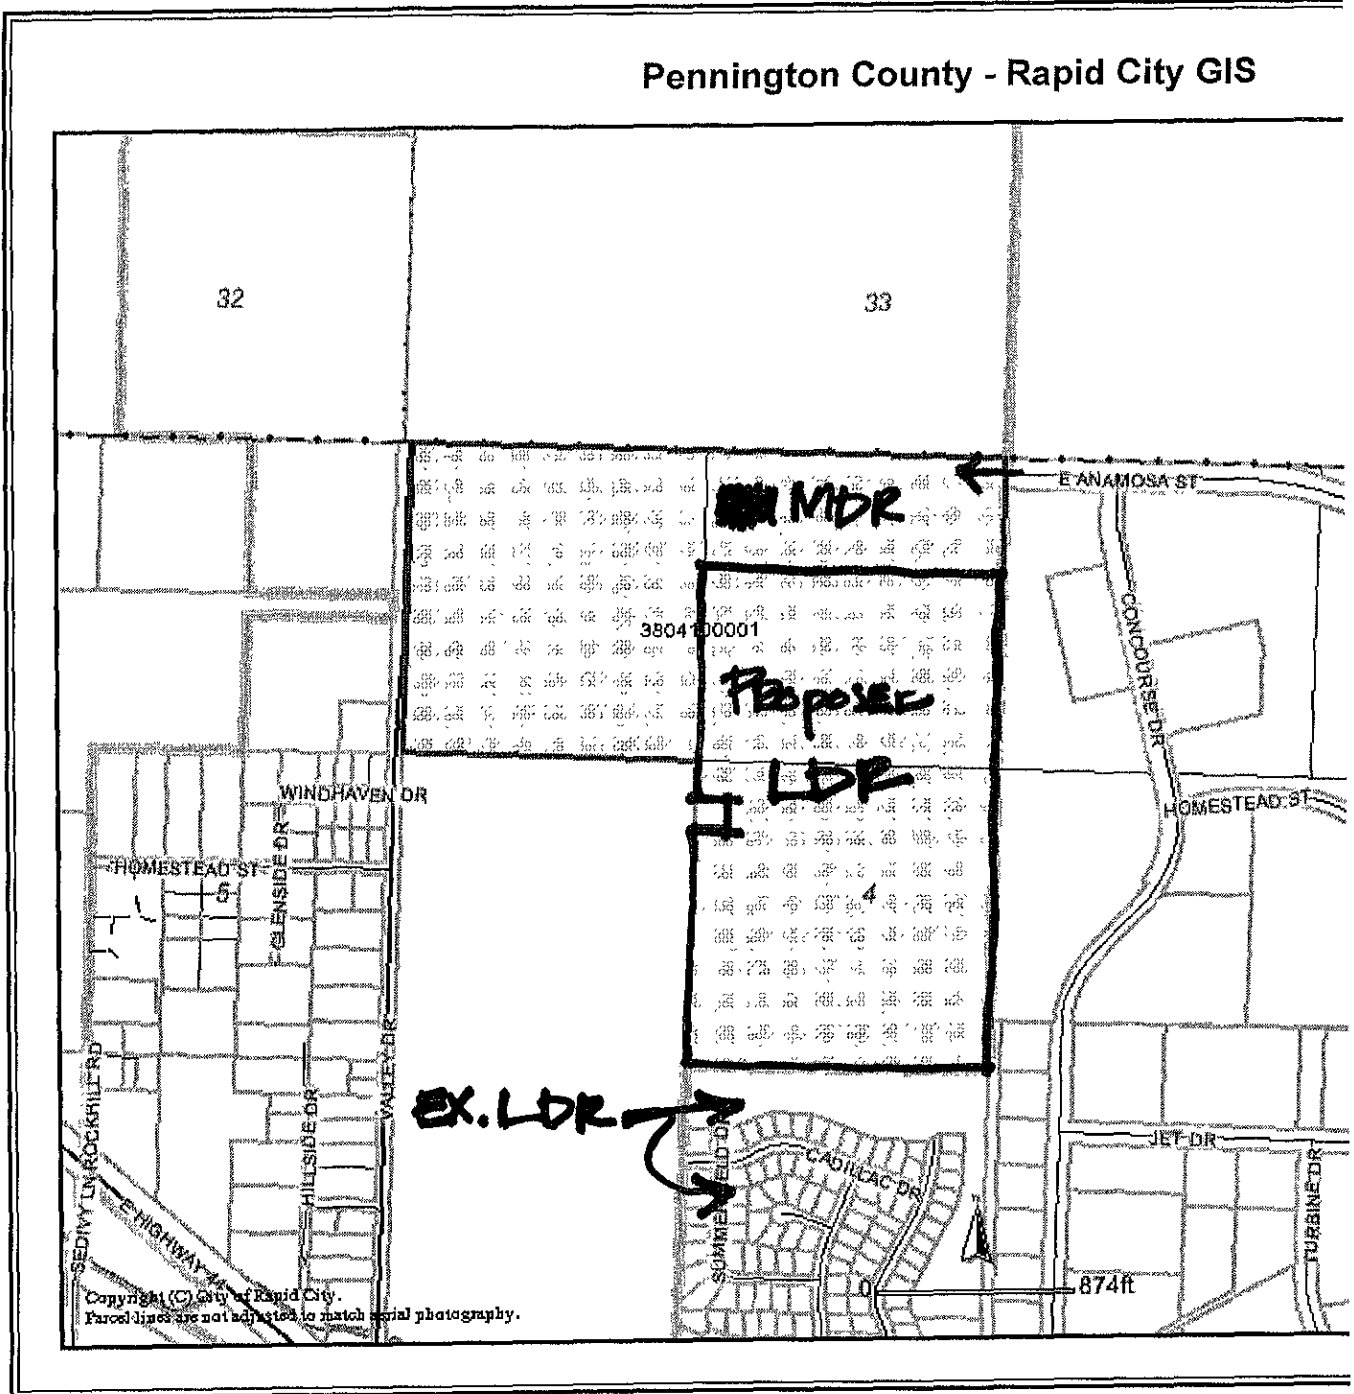 Pennington County - Rapid City GIS
32
33
E ANAMOSA ST
MDR
CONCOURSE DR
3804100001
Proposed
LDR
WINDHAVEN DR
HOMESTEAD ST
HOMESTEAD ST
GLENSIDE DR
5
4
VALLEY DR
SEDIVY LN
ROCKHILL RD
HILLSIDE DR
EX. LDR
SUMMERFIELD DR
CADILLAC DR
JET DR
TURBINE DR
E HIGHWAY 44
N
0
874ft
Copyright (C) City of Rapid City.
Parcel lines are not adjusted to match aerial photography.